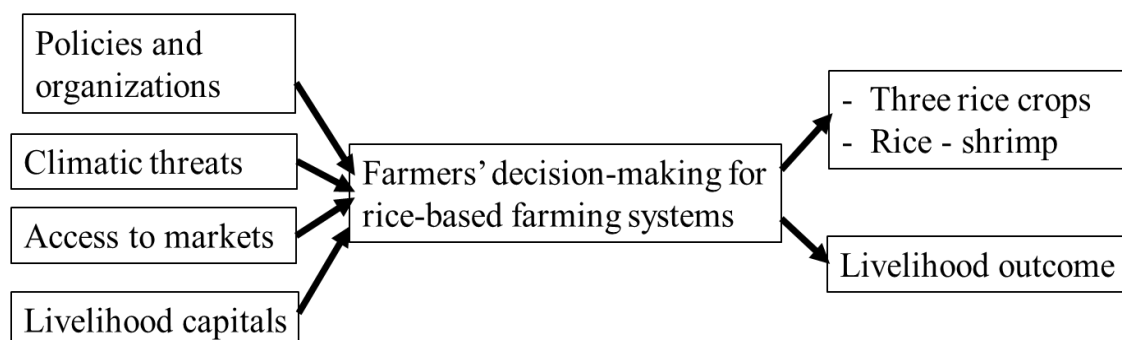 Policies and
organizations
Climatic threats
Access to markets
Livelihood capitals
Farmers' decision-making for
rice-based farming systems
- Three rice crops
- Rice - shrimp
Livelihood outcome